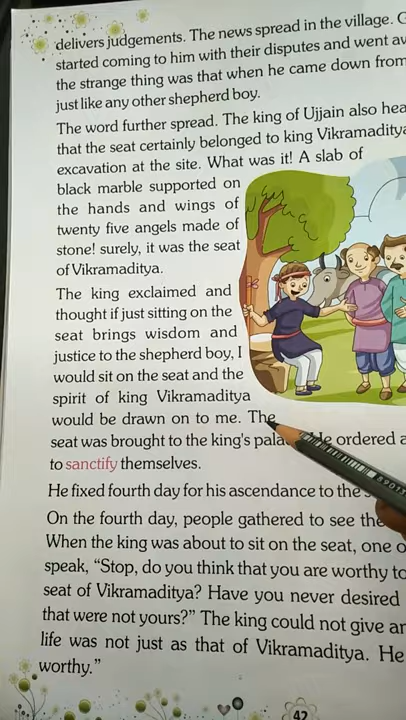 delivers judgements. The news spread in the village.
started coming to him with their disputes and went
the strange thing was that when he came down from
just like any other shepherd boy.
The word further spread. The king of Ujjain also
that the seat certainly belonged to king Vikramaditya
excavation at the site. What was it! A slab of
black marble supported on
the hands and wings of
twenty five angels made of
stone! surely, it was the seat
of Vikramaditya.
The king exclaimed and
thought if just sitting on the
seat brings wisdom and
justice to the shepherd boy, I
would sit on the seat and the
spirit of king Vikramaditya
would be drawn on to me. The
seat was brought to the king's ordered
to sanctify themselves.
He fixed fourth day for his ascendance to the
On the fourth day, people gathered to see the
When the king was about to sit on the seat, one
speak, “Stop, do you think that you are worthy to
seat of Vikramaditya? Have you never desired
that were not yours?” The king could not give
life was not just as that of Vikramaditya. He
worthy.”
42